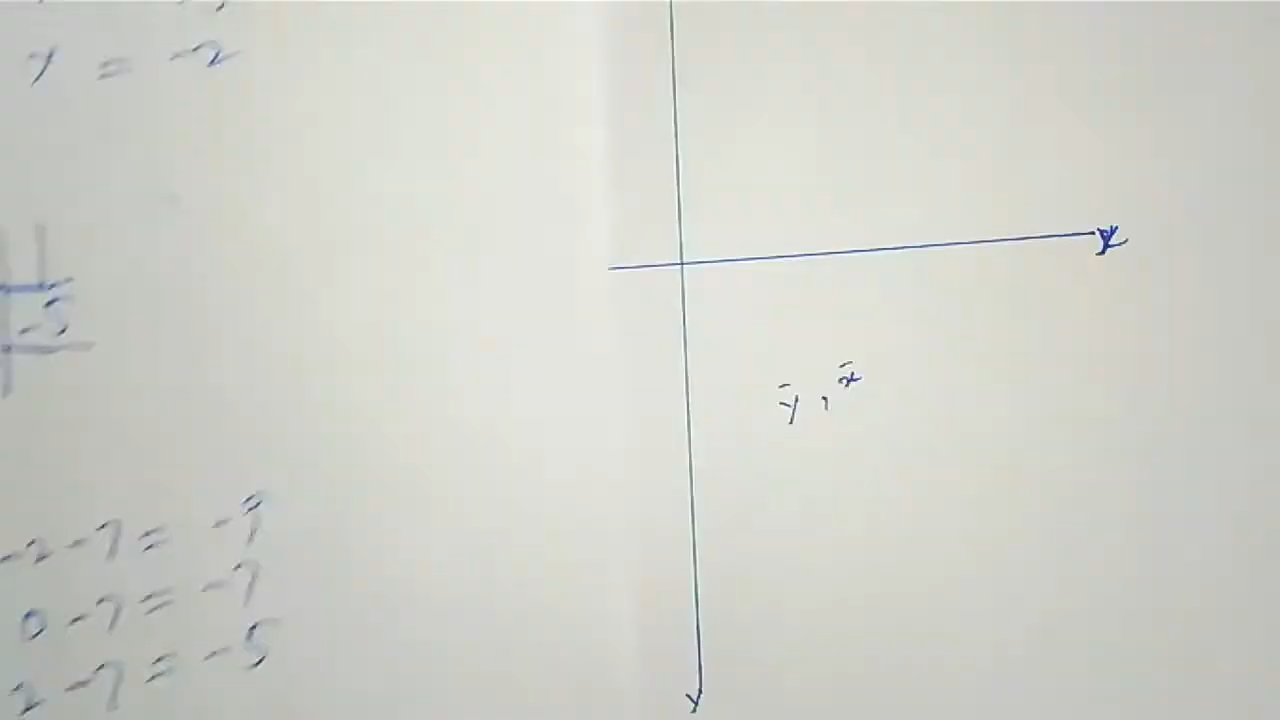 y = -2
-5
-2 - 7 = -9
0 - 7 = -7
2 - 7 = -5
x
ȳ , x̄
y